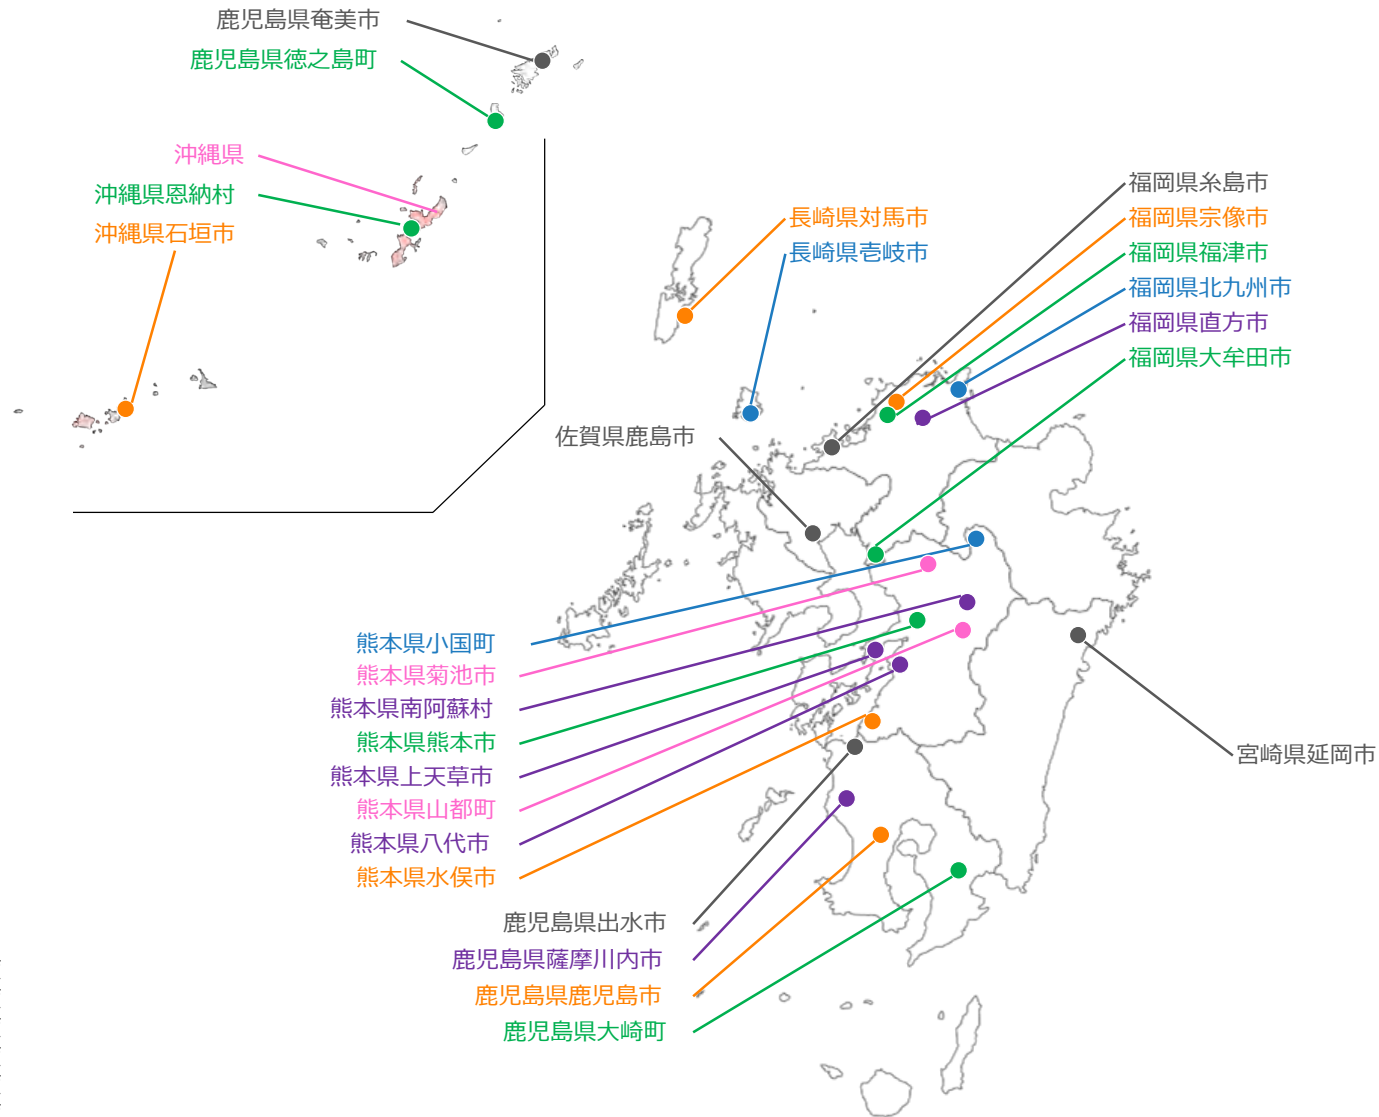 鹿児島県奄美市
鹿児島県徳之島町
沖縄県
沖縄県恩納村
沖縄県石垣市
長崎県対馬市
長崎県壱岐市
福岡県糸島市
福岡県宗像市
福岡県福津市
福岡県北九州市
福岡県直方市
福岡県大牟田市
佐賀県鹿島市
熊本県小国町
熊本県菊池市
熊本県南阿蘇村
熊本県熊本市
熊本県上天草市
熊本県山都町
熊本県八代市
熊本県水俣市
宮崎県延岡市
鹿児島県出水市
鹿児島県薩摩川内市
鹿児島県鹿児島市
鹿児島県大崎町